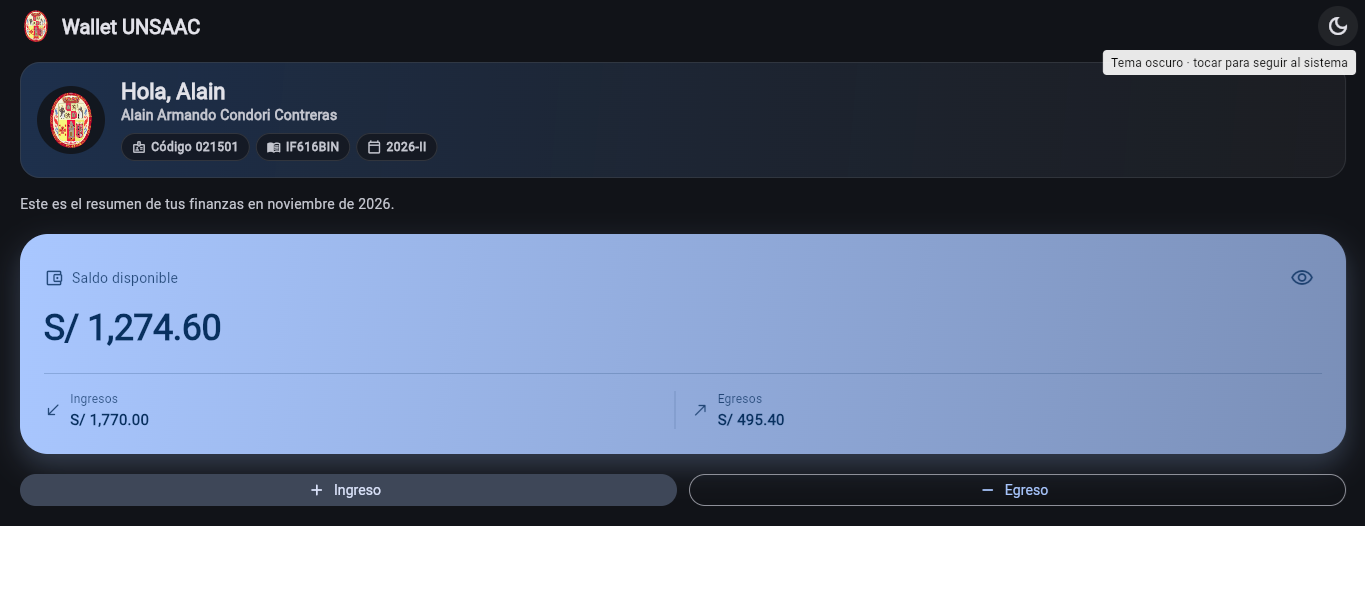 Wallet UNSAAC
Tema oscuro · tocar para seguir al sistema
Hola, Alain
Alain Armando Condori Contreras
Código 021501
IF616BIN
2026-II
Este es el resumen de tus finanzas en noviembre de 2026.
Saldo disponible
S/ 1,274.60
Ingresos
S/ 1,770.00
Egresos
S/ 495.40
+ Ingreso
− Egreso